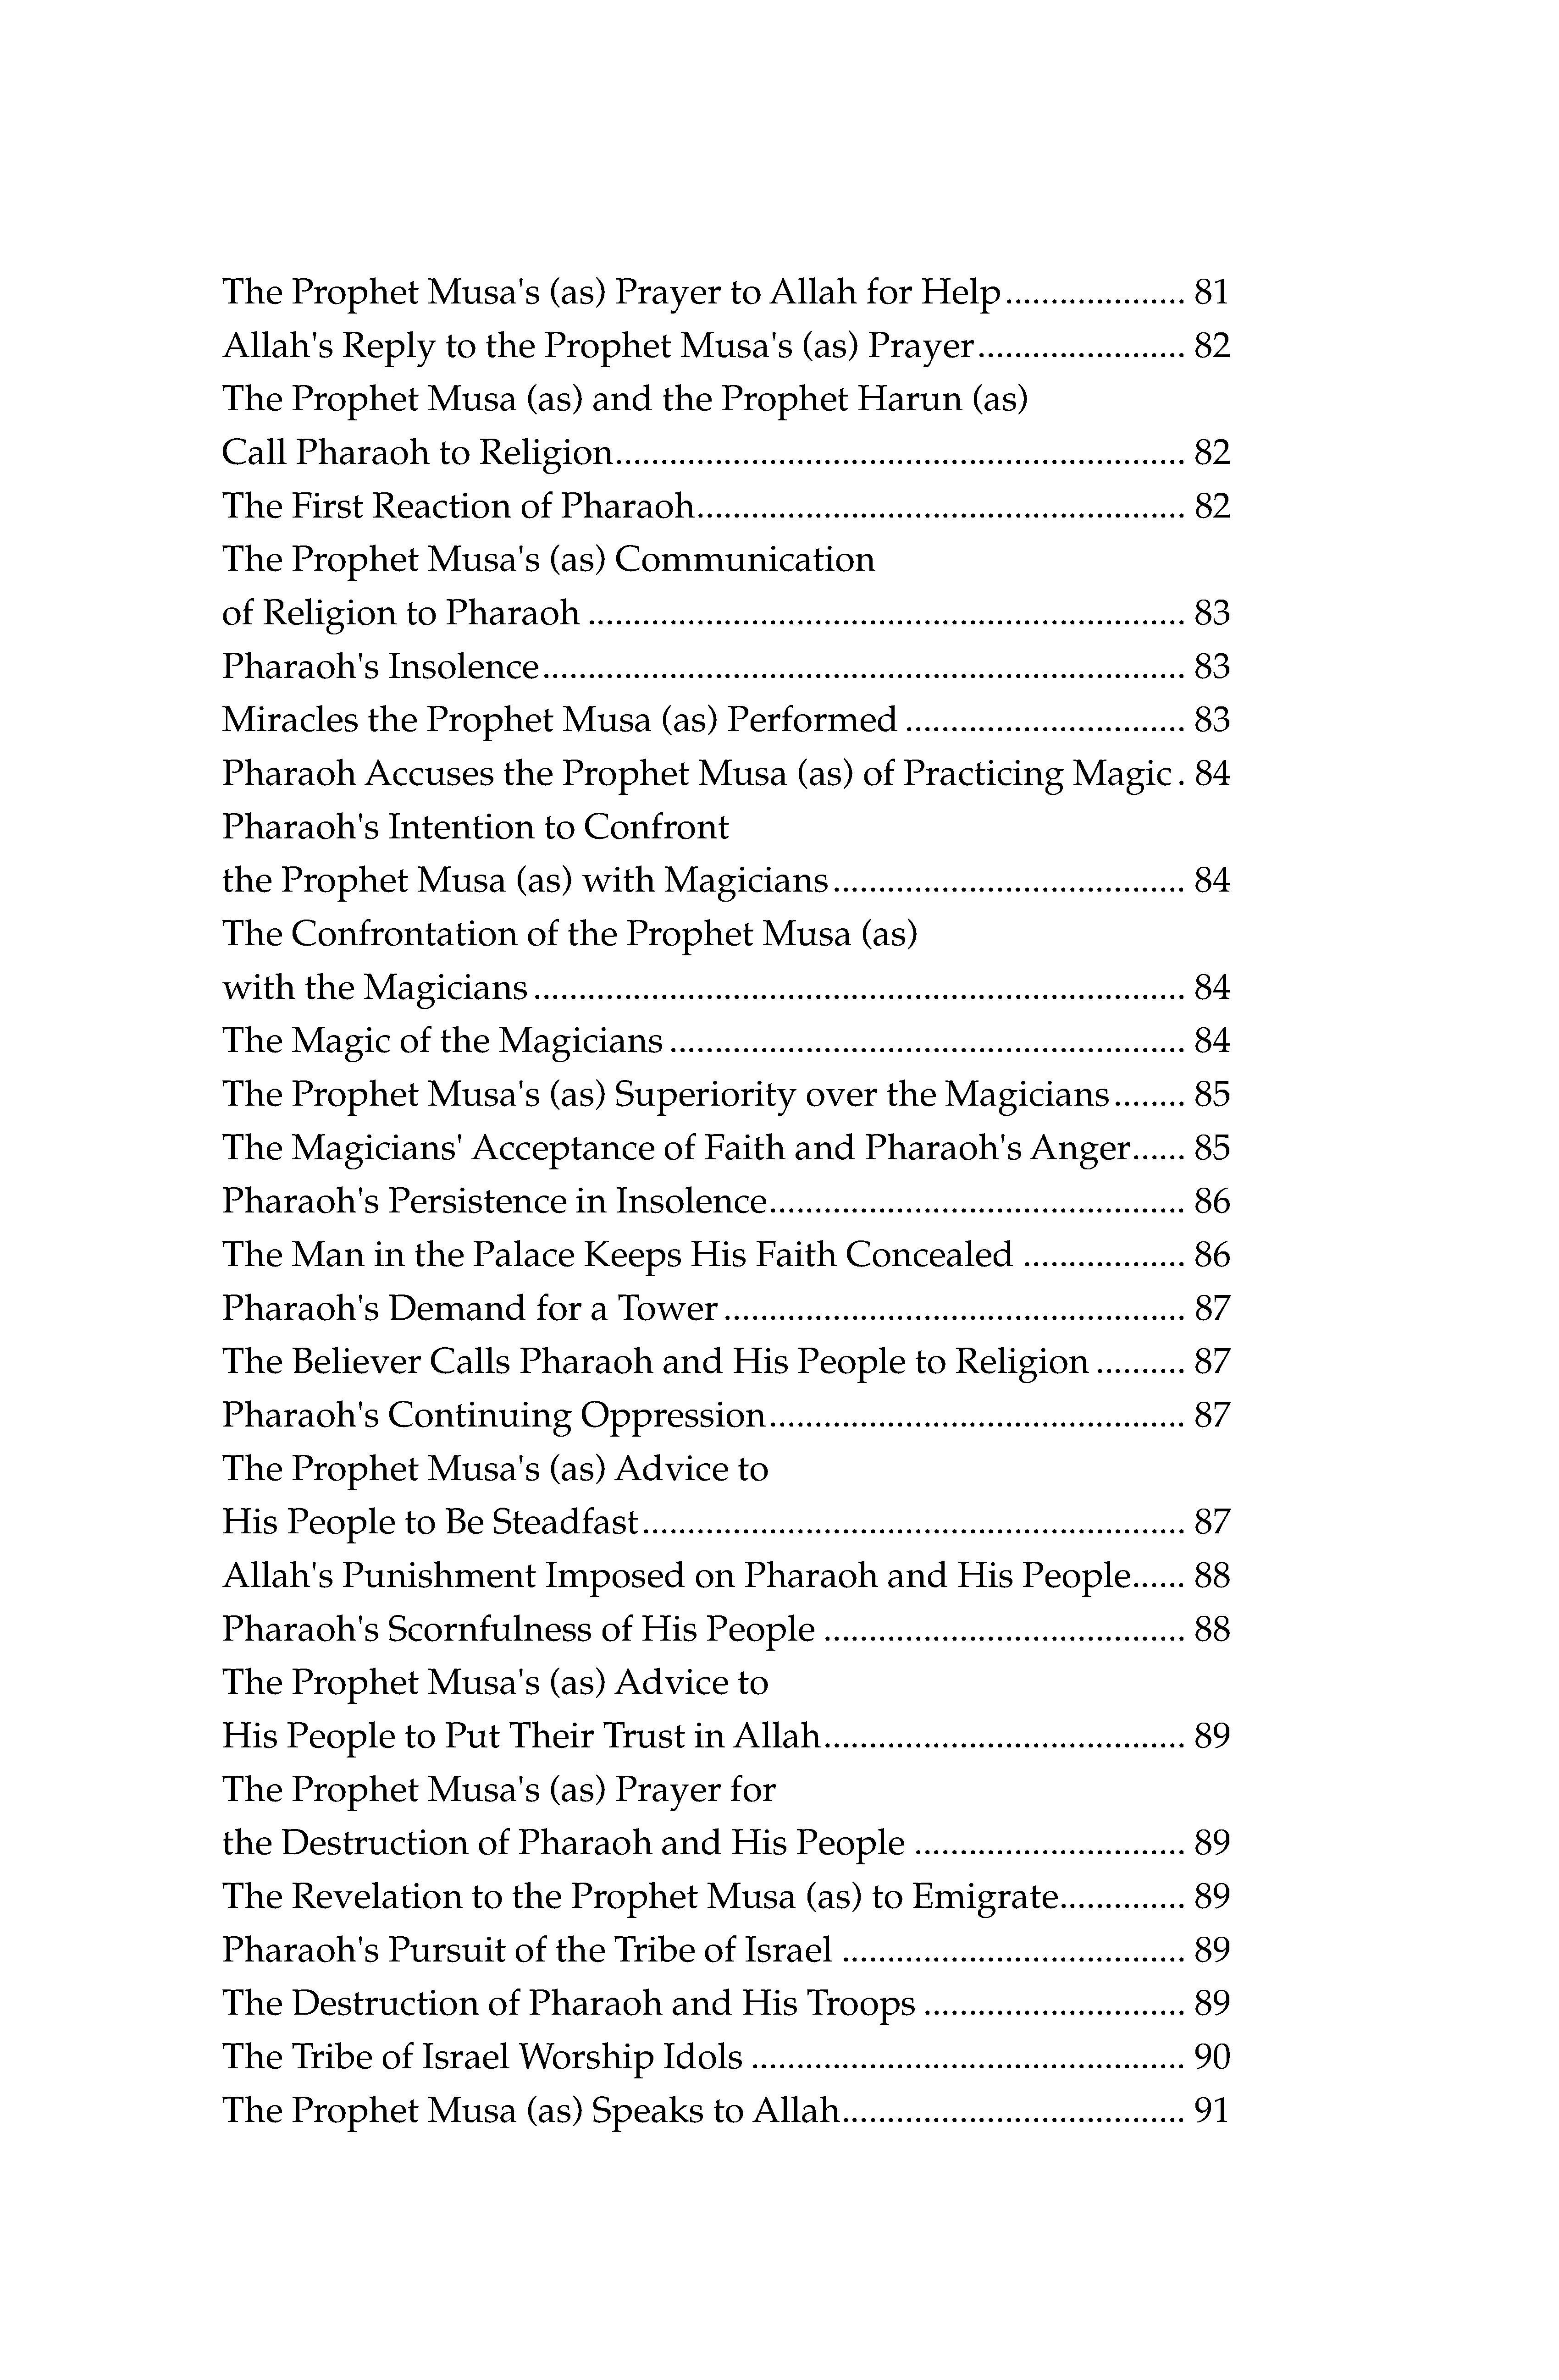 The Prophet Musa's (as) Prayer to Allah for Help.................... 81
Allah's Reply to the Prophet Musa's (as) Prayer....................... 82
The Prophet Musa (as) and the Prophet Harun (as)
Call Pharaoh to Religion............................................................... 82
The First Reaction of Pharaoh...................................................... 82
The Prophet Musa's (as) Communication
of Religion to Pharaoh .................................................................. 83
Pharaoh's Insolence....................................................................... 83
Miracles the Prophet Musa (as) Performed ............................... 83
Pharaoh Accuses the Prophet Musa (as) of Practicing Magic . 84
Pharaoh's Intention to Confront
the Prophet Musa (as) with Magicians....................................... 84
The Confrontation of the Prophet Musa (as)
with the Magicians ........................................................................ 84
The Magic of the Magicians ......................................................... 84
The Prophet Musa's (as) Superiority over the Magicians........ 85
The Magicians' Acceptance of Faith and Pharaoh's Anger...... 85
Pharaoh's Persistence in Insolence.............................................. 86
The Man in the Palace Keeps His Faith Concealed .................. 86
Pharaoh's Demand for a Tower ................................................... 87
The Believer Calls Pharaoh and His People to Religion .......... 87
Pharaoh's Continuing Oppression.............................................. 87
The Prophet Musa's (as) Advice to
His People to Be Steadfast............................................................ 87
Allah's Punishment Imposed on Pharaoh and His People...... 88
Pharaoh's Scornfulness of His People ........................................ 88
The Prophet Musa's (as) Advice to
His People to Put Their Trust in Allah........................................ 89
The Prophet Musa's (as) Prayer for
the Destruction of Pharaoh and His People .............................. 89
The Revelation to the Prophet Musa (as) to Emigrate.............. 89
Pharaoh's Pursuit of the Tribe of Israel ...................................... 89
The Destruction of Pharaoh and His Troops ............................. 89
The Tribe of Israel Worship Idols ................................................ 90
The Prophet Musa (as) Speaks to Allah...................................... 91